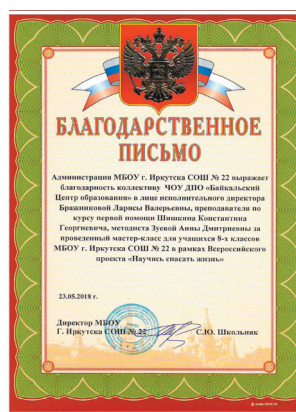 БЛАГОДАРСТВЕННОЕ
ПИСЬМО
Администрация МБОУ г. Иркутска СОШ № 22 выражает
благодарность коллективу ЧОУ ДПО «Байкальский
Центр образования» в лице исполнительного директора
Бражниковой Ларисы Валерьевны, преподавателя по
курсу первой помощи Шишкина Константина
Георгиевича, методиста Зуевой Анны Дмитриевны за
проведенный мастер-класс для учащихся 8-х классов
МБОУ г. Иркутска СОШ № 22 в рамках Всероссийского
проекта «Научись спасать жизнь»
23.05.2018 г.
Директор МБОУ
Г. Иркутска СОШ № 22 С.Ю. Школьник